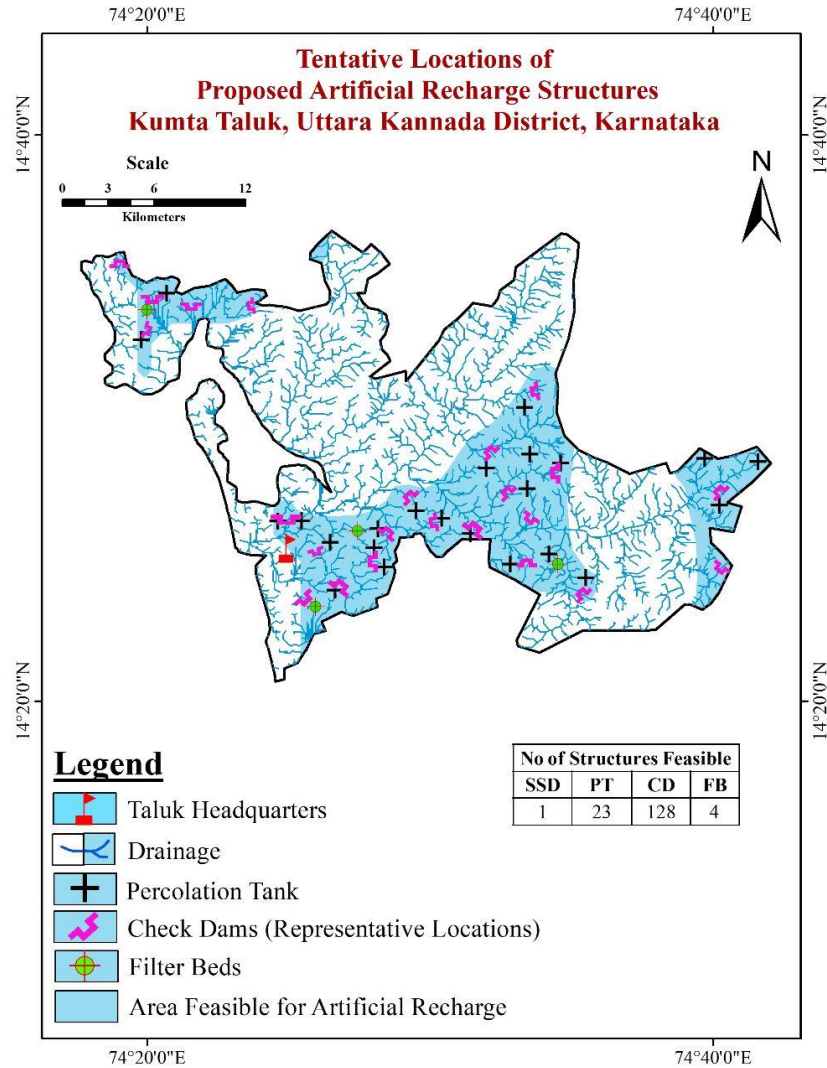 74°20'0"E 74°40'0"E
Tentative Locations of
Proposed Artificial Recharge Structures
Kumta Taluk, Uttara Kannada District, Karnataka
14°40'0"N 14°40'0"N
Scale
0 3 6 12
Kilometers
N
14°20'0"N 14°20'0"N
Legend
Taluk Headquarters
Drainage
Percolation Tank
Check Dams (Representative Locations)
Filter Beds
Area Feasible for Artificial Recharge
No of Structures Feasible
SSD PT CD FB
1 23 128 4
74°20'0"E 74°40'0"E